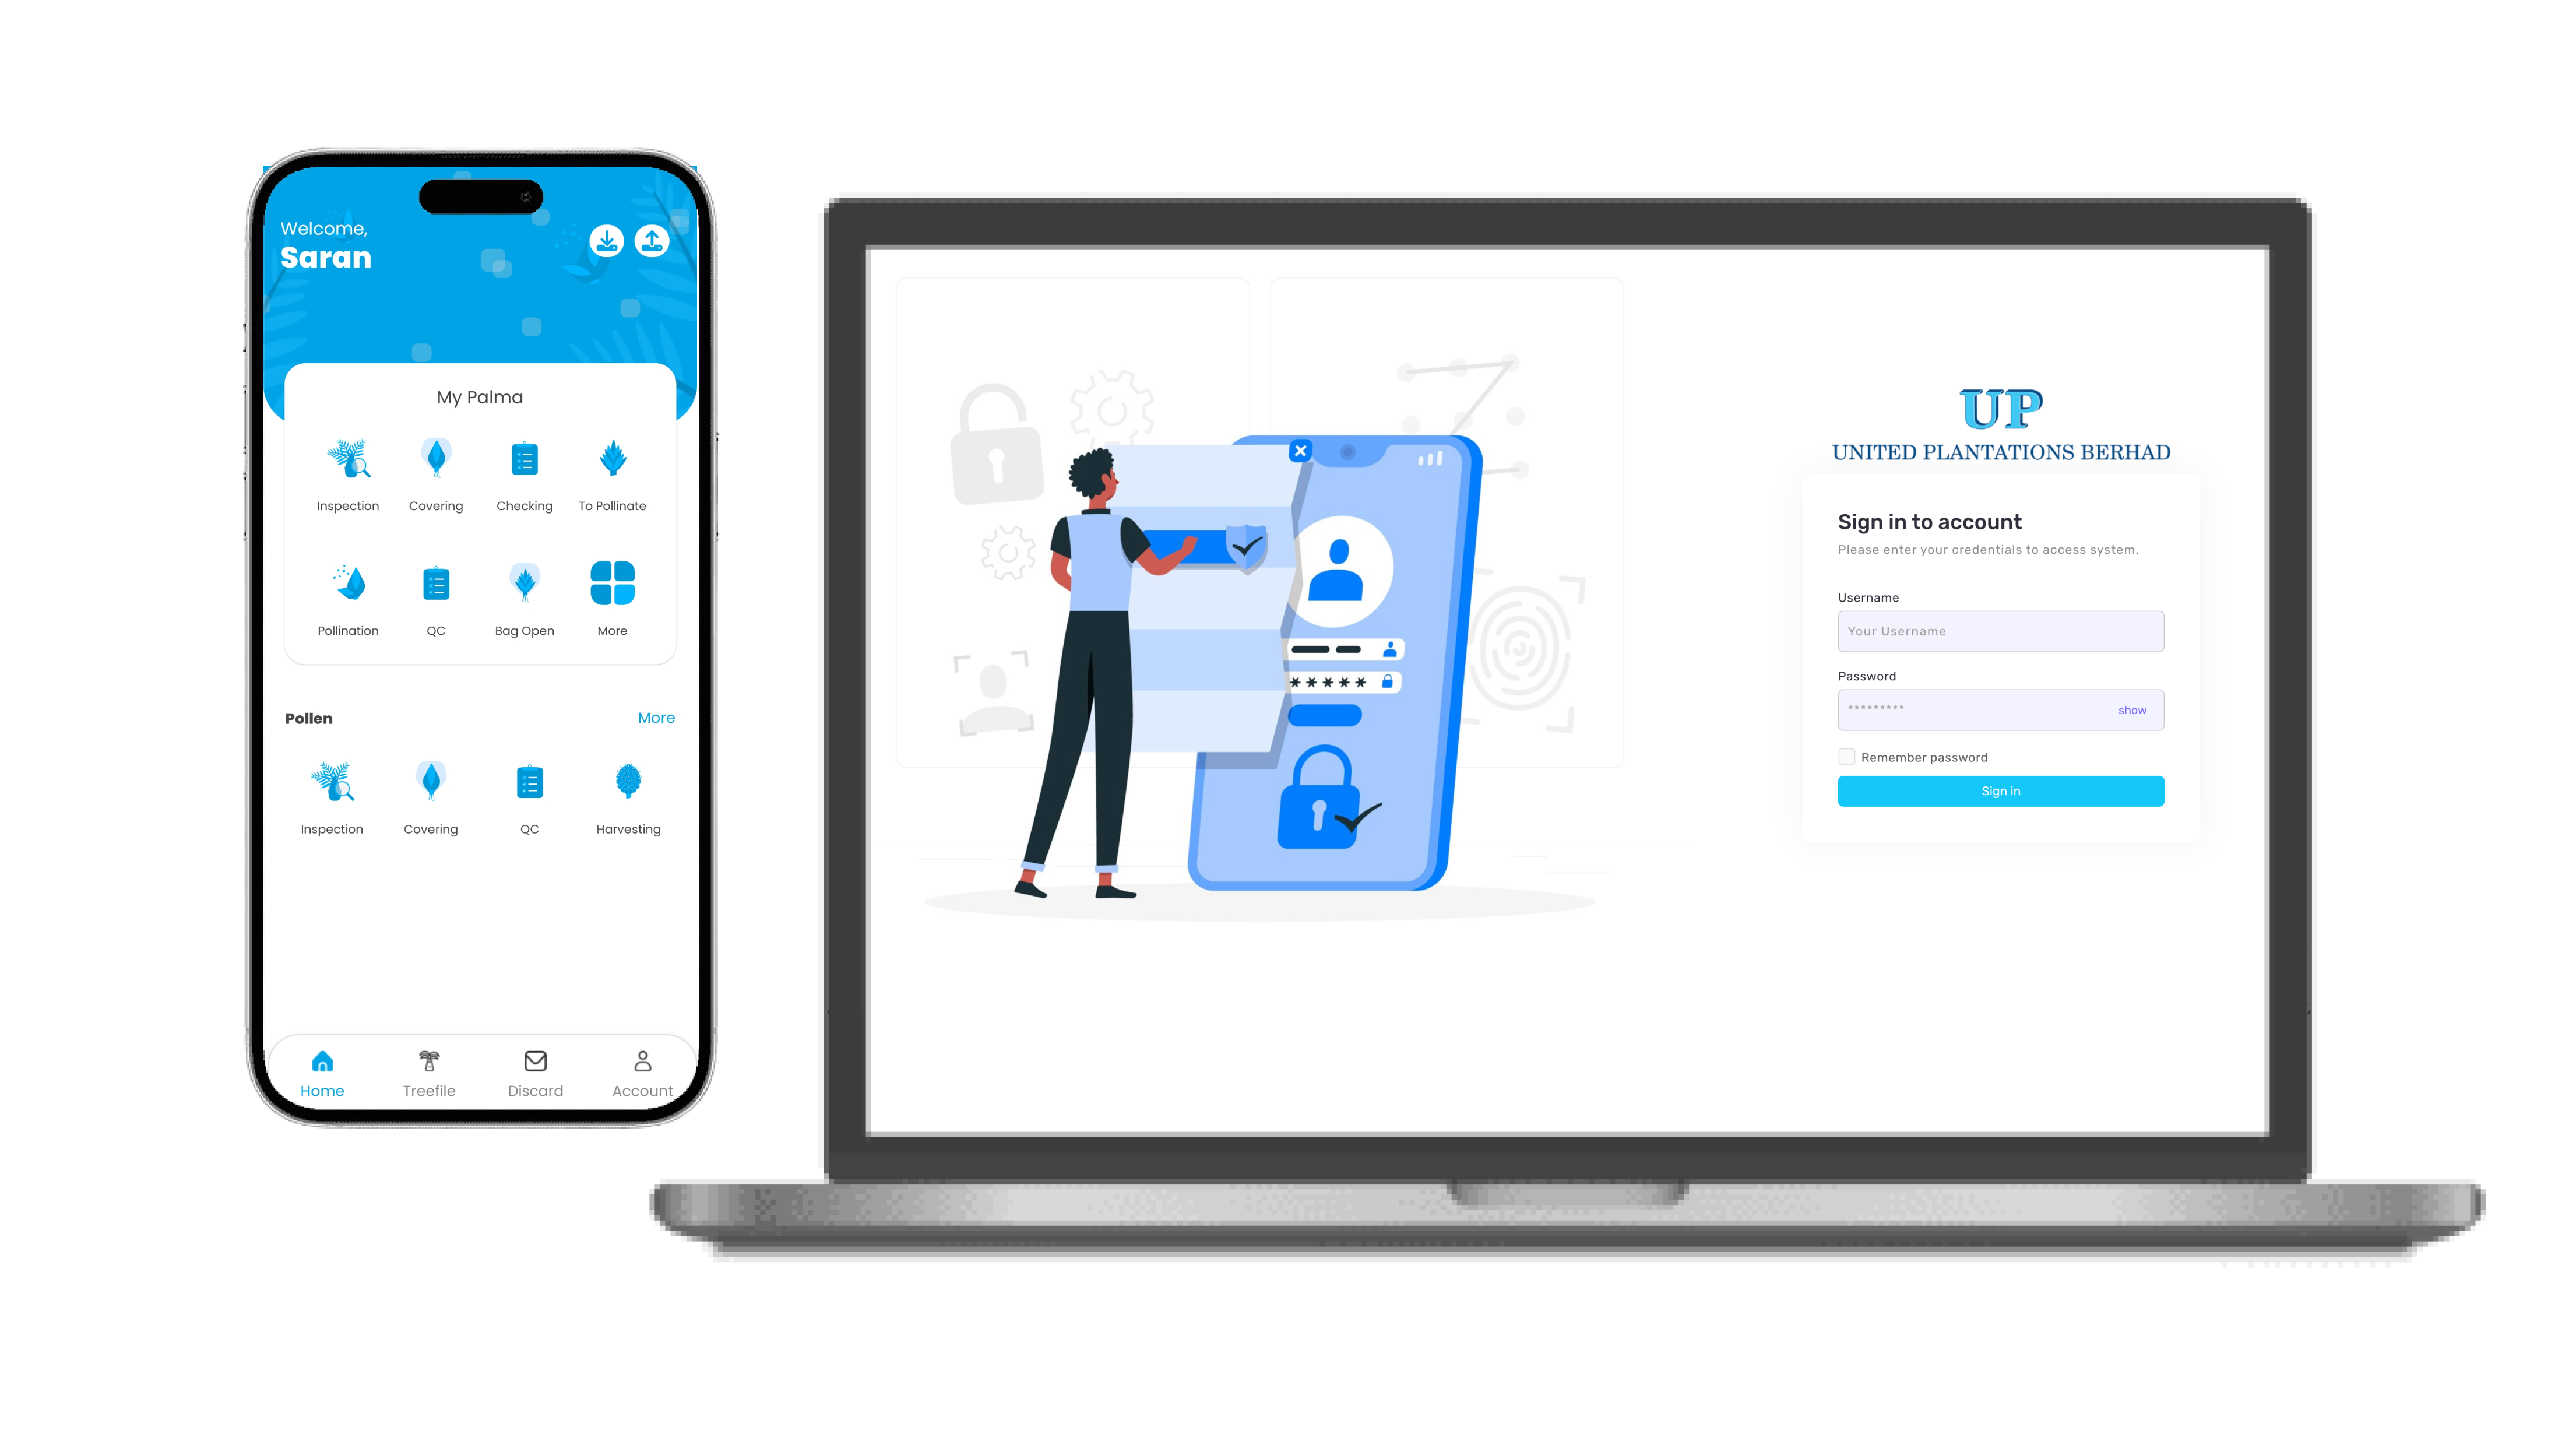 Welcome,
Saran
My Palma
Inspection
Covering
Checking
To Pollinate
Pollination
QC
Bag Open
More
Pollen
More
Inspection
Covering
QC
Harvesting
Home
Treefile
Discard
Account
*****
UP
UNITED PLANTATIONS BERHAD
Sign in to account
Please enter your credentials to access system.
Username
Your Username
Password
*********
show
Remember password
Sign in